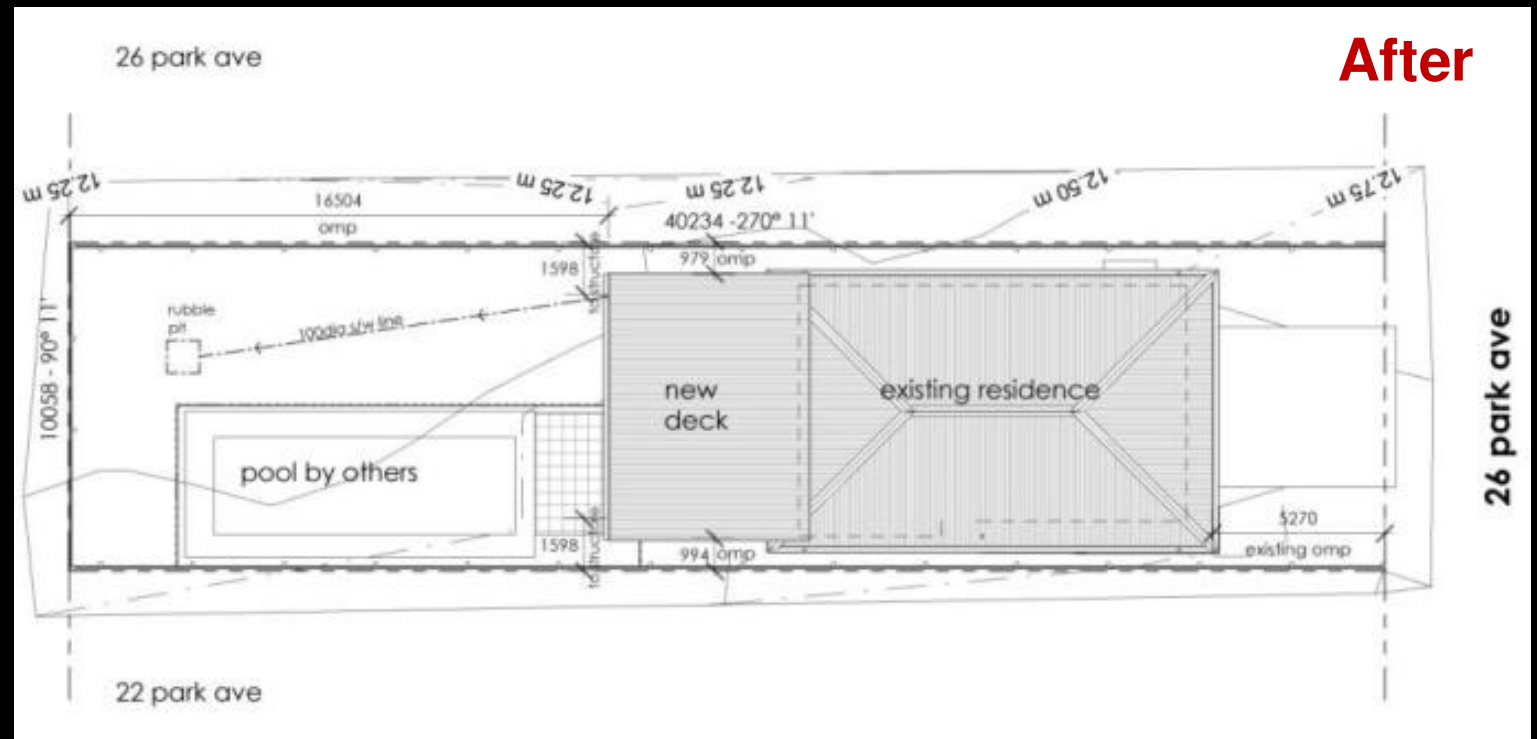 26 park ave
After
12.25 m
12.25 m
12.25 m
12.50 m
12.75 m
16504
omp
40234 -270° 11'
1598
979 omp
rubble
pit
100dia s/w line
10058 - 90° 11'
new
deck
existing residence
pool by others
26 park ave
5270
existing omp
1598
994 omp
22 park ave